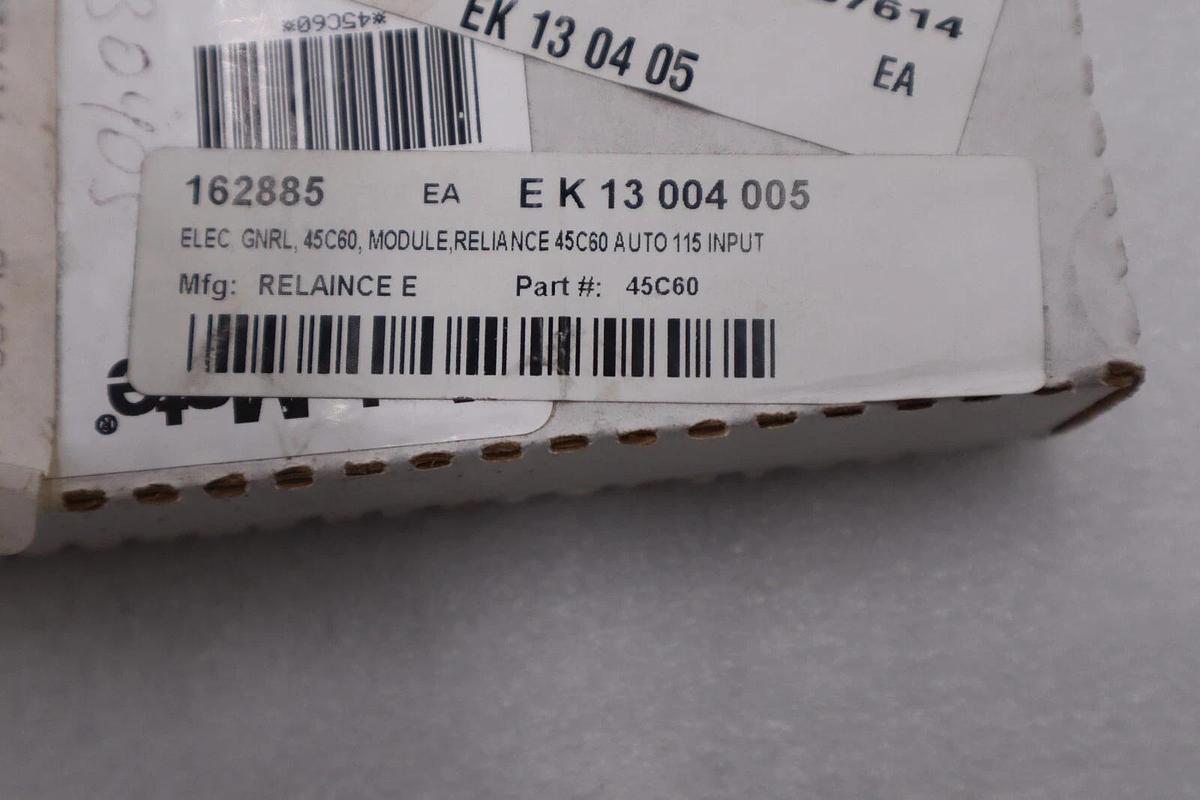 *45C60*
EK 13 04 05
7614
EA
162885 EA E K 13 004 005
ELEC GNRL, 45C60, MODULE,RELIANCE 45C60 AUTO 115 INPUT
Mfg: RELAINCE E Part #: 45C60
®